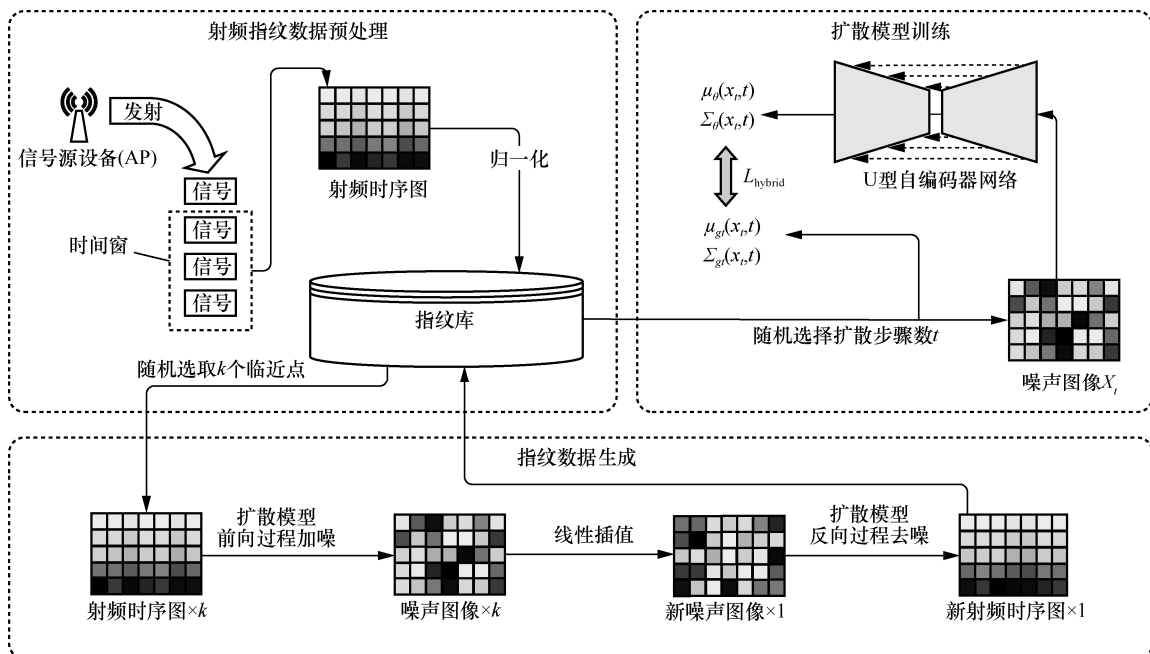 射频指纹数据预处理
发射
信号源设备(AP)
信号
信号
信号
信号
时间窗
射频时序图
归一化
指纹库
随机选取k个临近点
扩散模型训练
μθ(xt,t)
Σθ(xt,t)
Lhybrid
μgt(xt,t)
Σgt(xt,t)
U型自编码器网络
随机选择扩散步骤数t
噪声图像Xt
指纹数据生成
射频时序图×k
扩散模型
前向过程加噪
噪声图像×k
线性插值
新噪声图像×1
扩散模型
反向过程去噪
新射频时序图×1